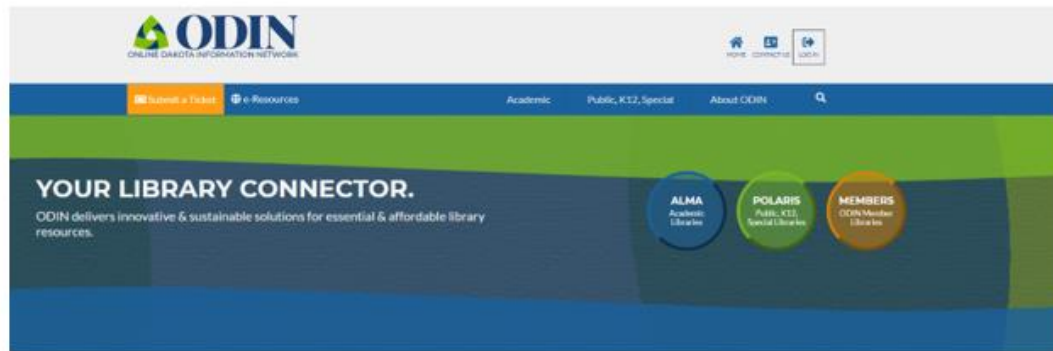 ODIN
ONLINE DAKOTA INFORMATION NETWORK
HOME CONTACT US LOG IN
Submit a Ticket e-Resources Academic Public, K12, Special About ODIN
YOUR LIBRARY CONNECTOR.
ODIN delivers innovative & sustainable solutions for essential & affordable library
resources.
ALMA
Academic
Libraries
POLARIS
Public, K12,
Special Libraries
MEMBERS
ODIN Member
Libraries